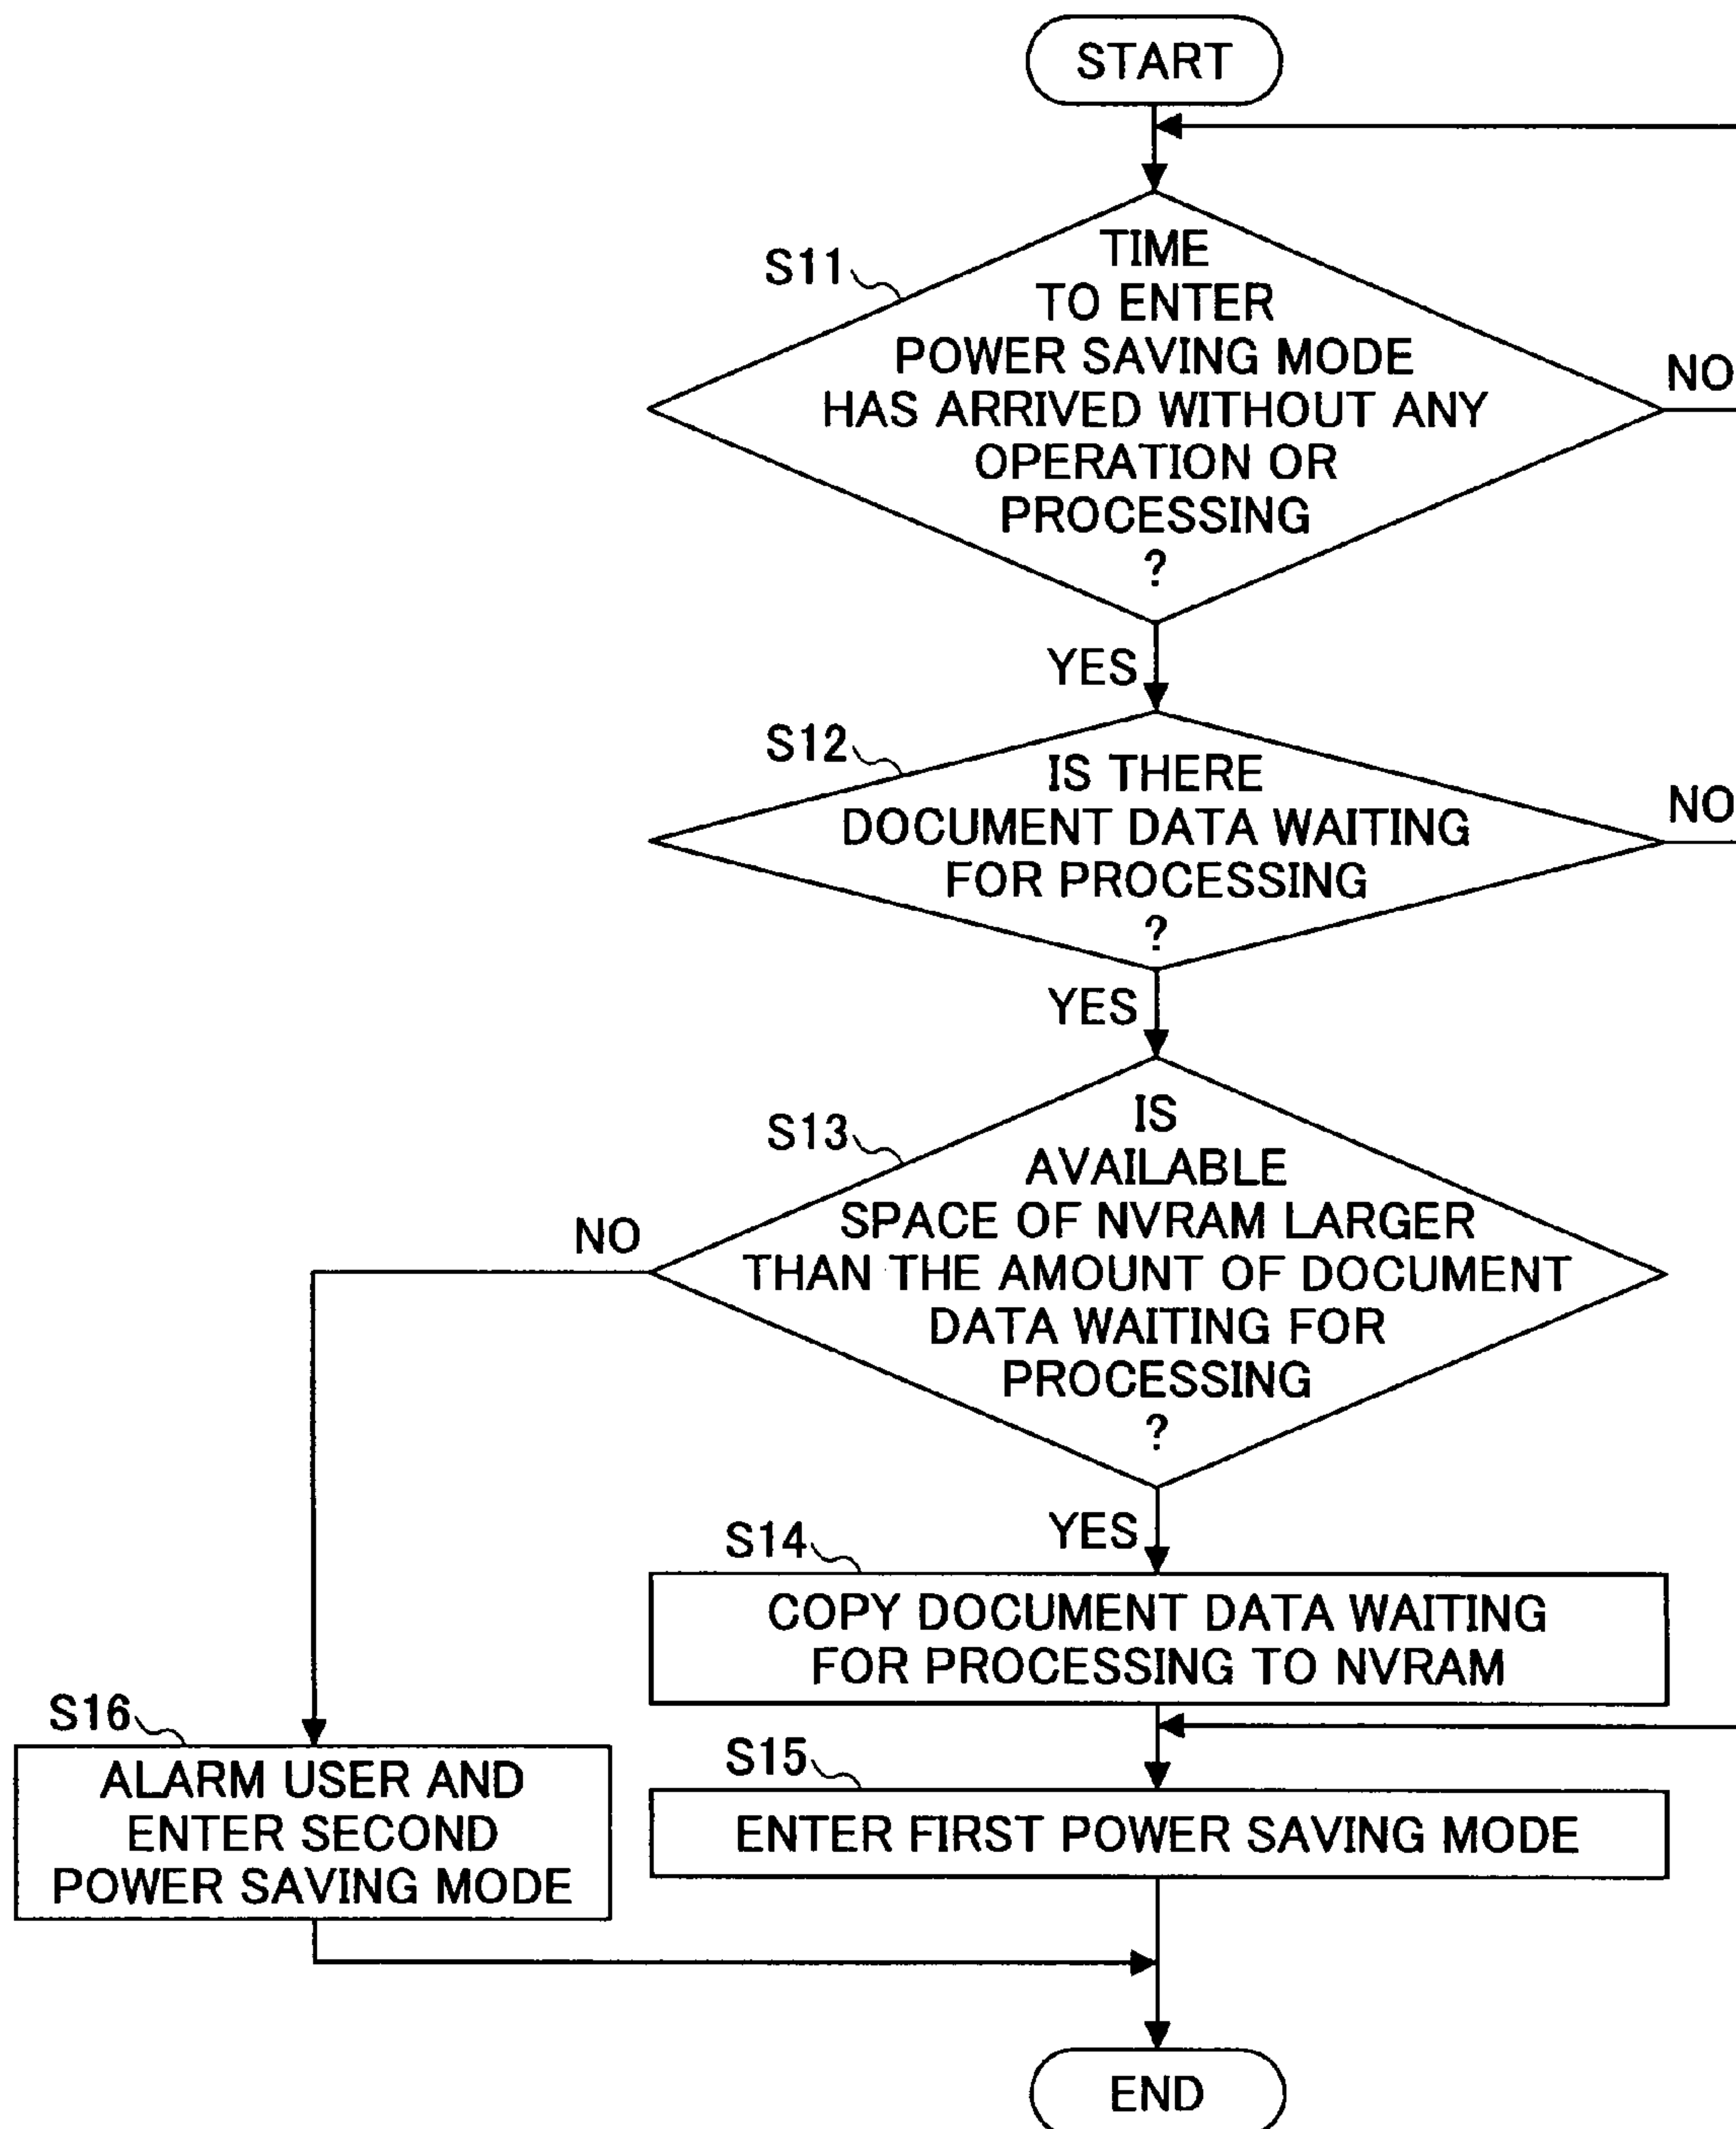 START
S11
TIME
TO ENTER
POWER SAVING MODE
HAS ARRIVED WITHOUT ANY
OPERATION OR
PROCESSING
?
NO
YES
S12
IS THERE
DOCUMENT DATA WAITING
FOR PROCESSING
?
NO
YES
S13
IS
AVAILABLE
SPACE OF NVRAM LARGER
THAN THE AMOUNT OF DOCUMENT
DATA WAITING FOR
PROCESSING
?
NO
YES
S14
COPY DOCUMENT DATA WAITING
FOR PROCESSING TO NVRAM
S16
ALARM USER AND
ENTER SECOND
POWER SAVING MODE
S15
ENTER FIRST POWER SAVING MODE
END